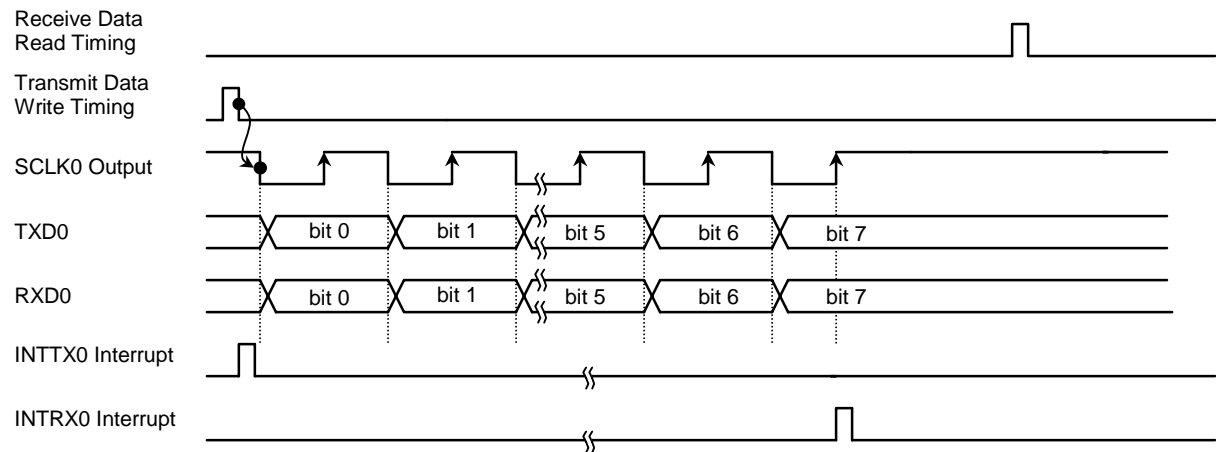 Receive Data
Read Timing
Transmit Data
Write Timing
SCLK0 Output
TXD0
bit 0
bit 1
bit 5
bit 6
bit 7
RXD0
bit 0
bit 1
bit 5
bit 6
bit 7
INTTX0 Interrupt
INTRX0 Interrupt